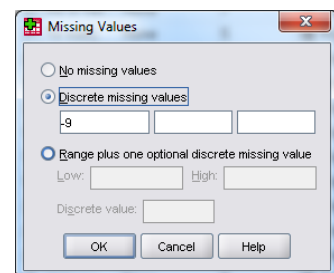 Missing Values
No missing values
Discrete missing values
-9
Range plus one optional discrete missing value
Low: High:
Discrete value:
OK Cancel Help